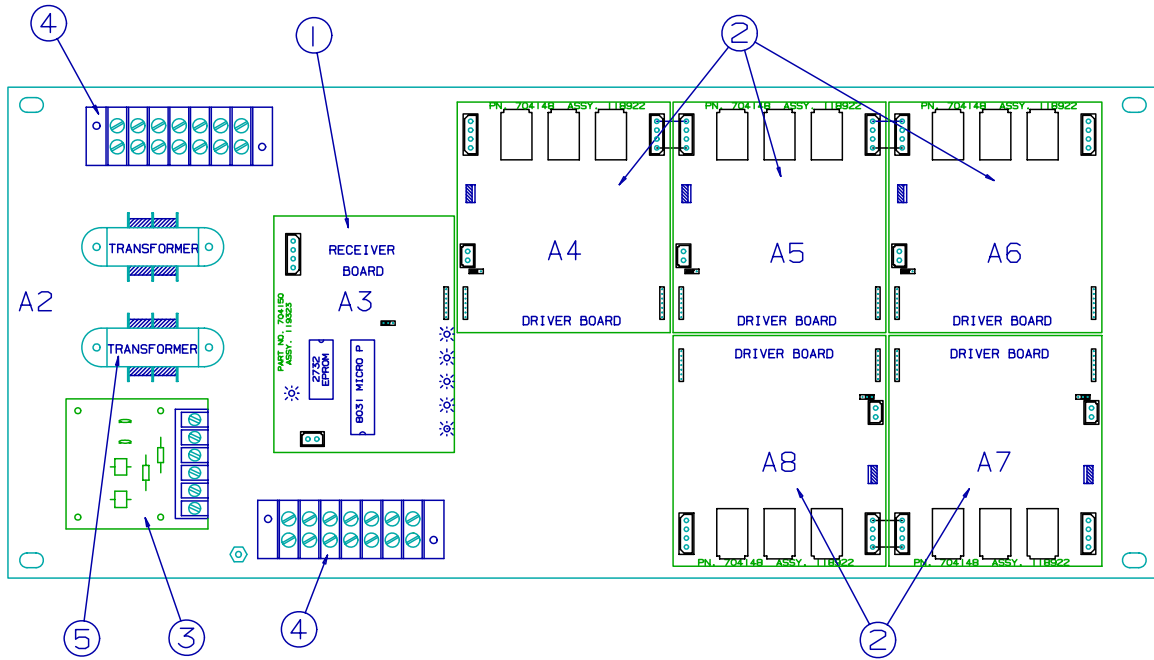 4
1
2
PN. 704148 ASSY. 118922
PN. 704148 ASSY. 118922
PN. 704148 ASSY. 118922
TRANSFORMER
RECEIVER
BOARD
A4
A5
A6
A2
A3
PART NO. 704150
ASSY. 119323
DRIVER BOARD
DRIVER BOARD
DRIVER BOARD
TRANSFORMER
2732
EPROM
8031 MICRO P
DRIVER BOARD
DRIVER BOARD
A8
A7
PN. 704148 ASSY. 118922
PN. 704148 ASSY. 118922
5
3
4
2